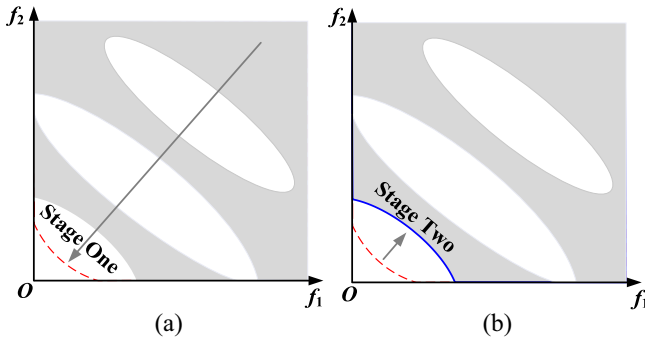 f₂
Stage One
O
f₁
(a)
f₂
Stage Two
O
f₁
(b)